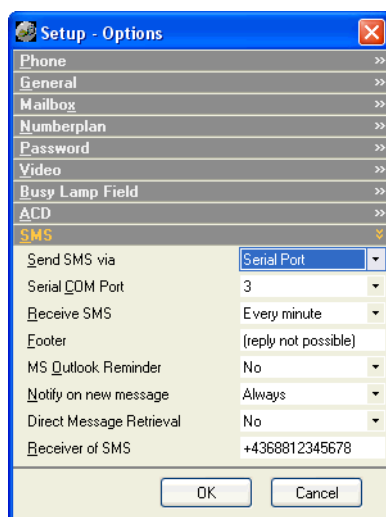 Setup - Options
Phone
General
Mailbox
Numberplan
Password
Video
Busy Lamp Field
ACD
SMS
Send SMS via Serial Port
Serial COM Port 3
Receive SMS Every minute
Footer (reply not possible)
MS Outlook Reminder No
Notify on new message Always
Direct Message Retrieval No
Receiver of SMS +4368812345678
OK Cancel